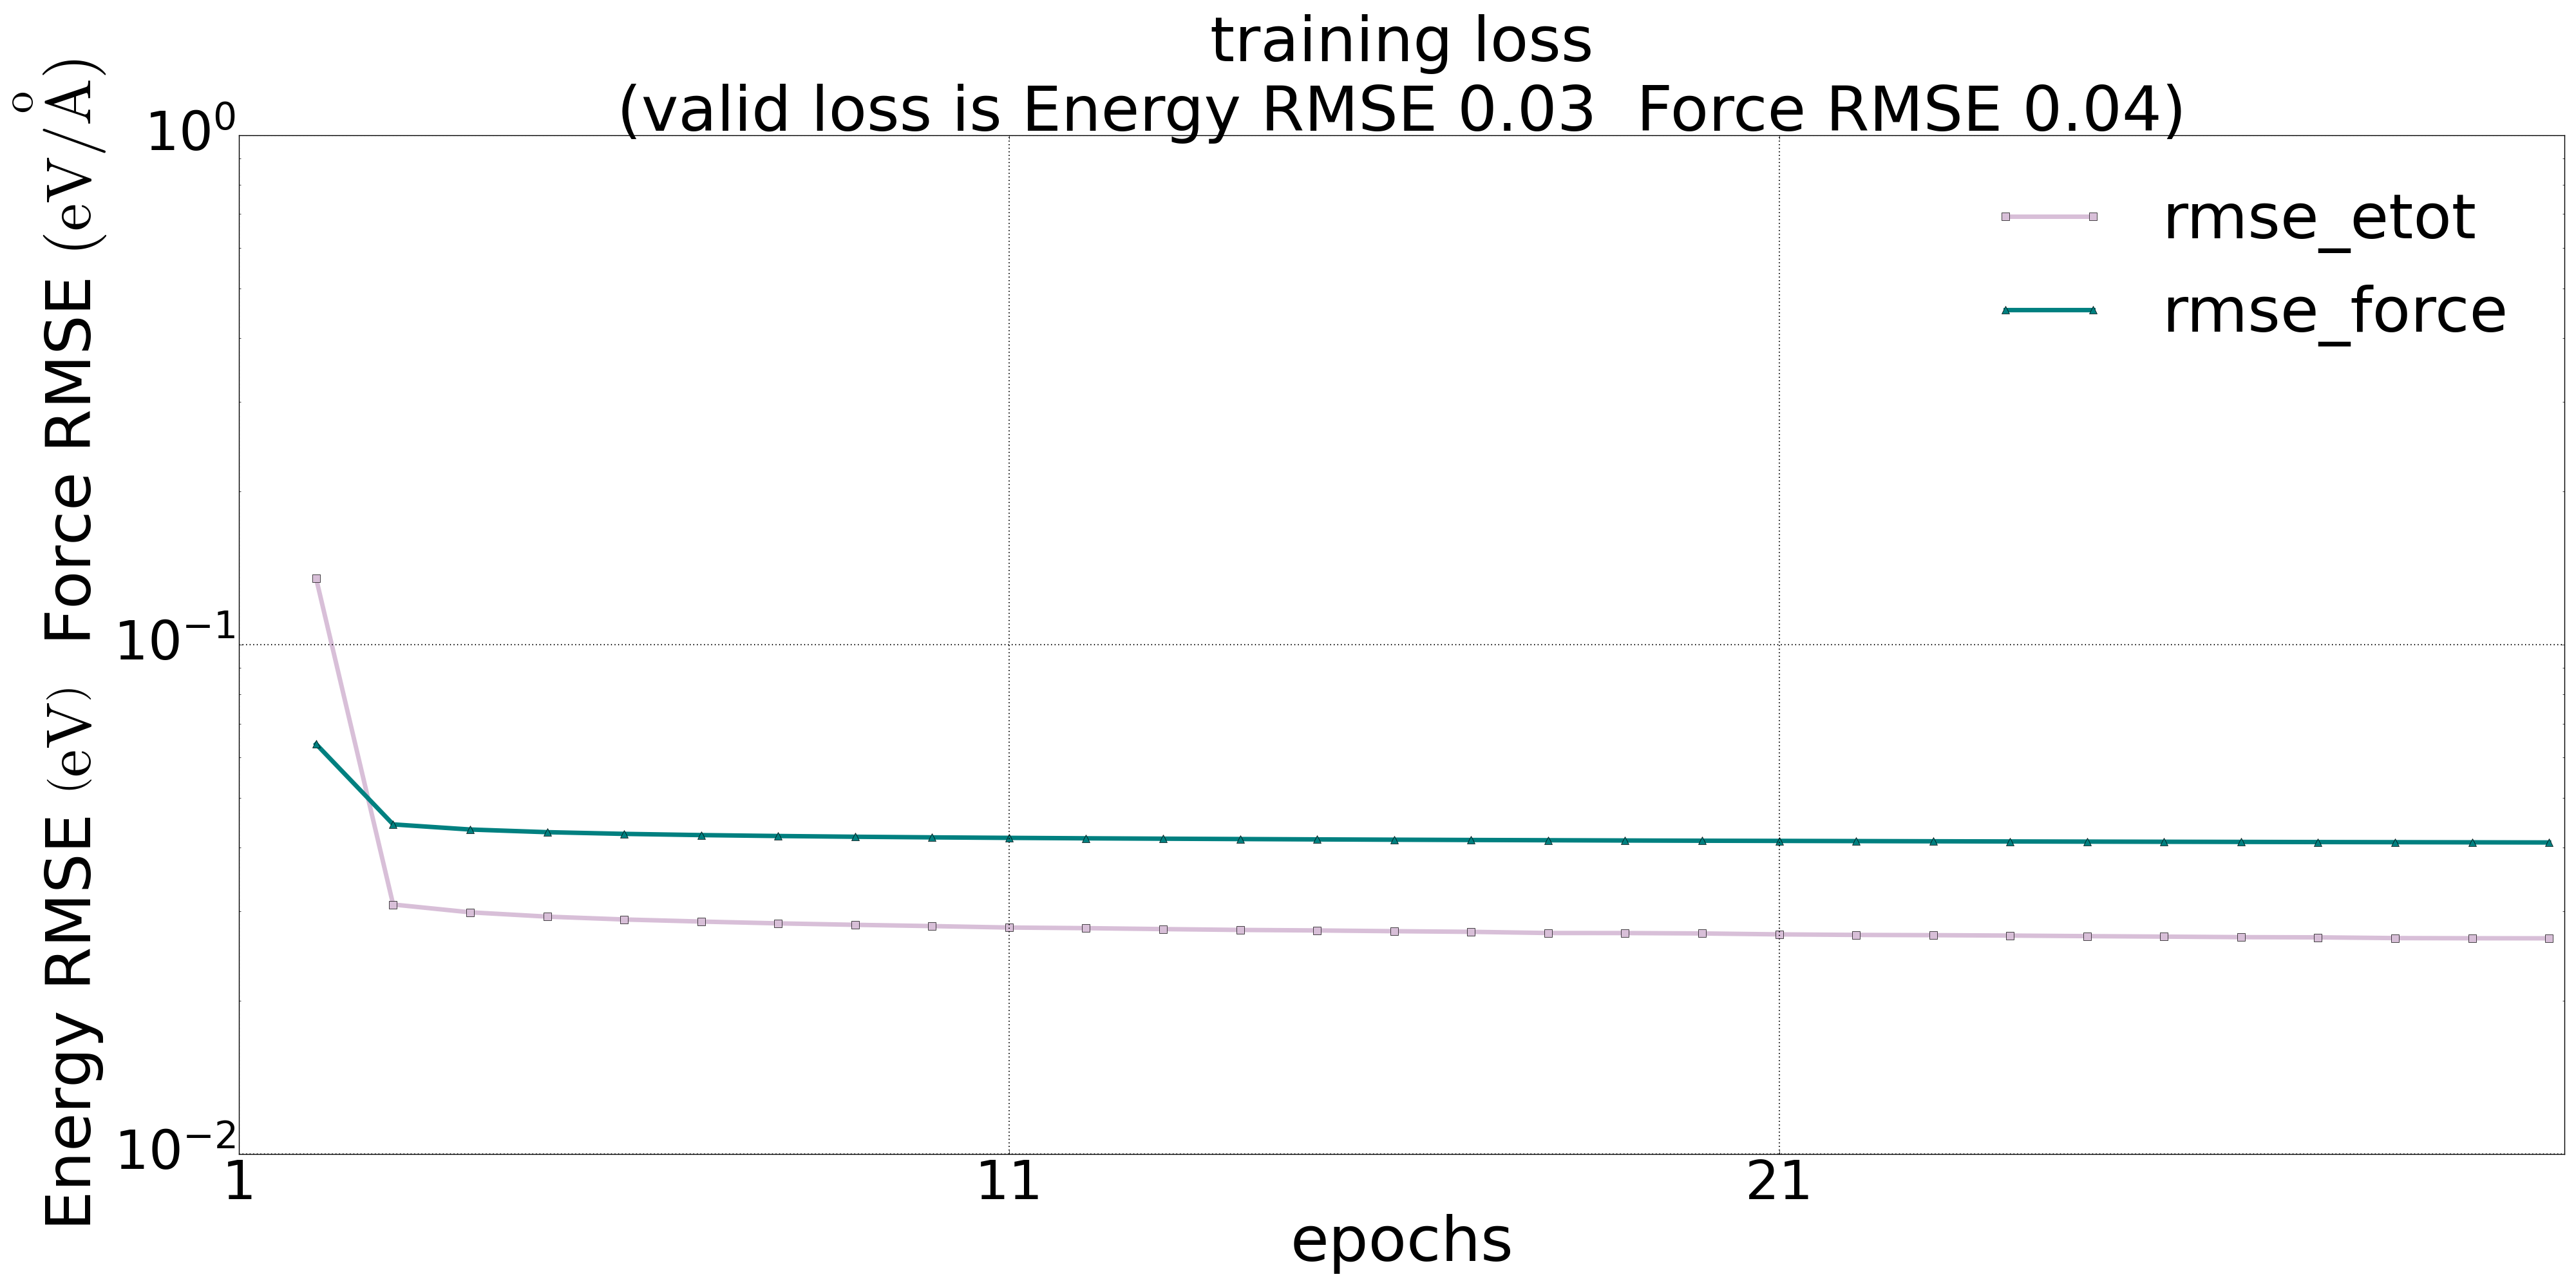 training loss
(valid loss is Energy RMSE 0.03  Force RMSE 0.04)
Energy RMSE (eV)  Force RMSE (eV/Å)
10⁰
10⁻¹
10⁻²
rmse_etot
rmse_force
1
11
21
epochs